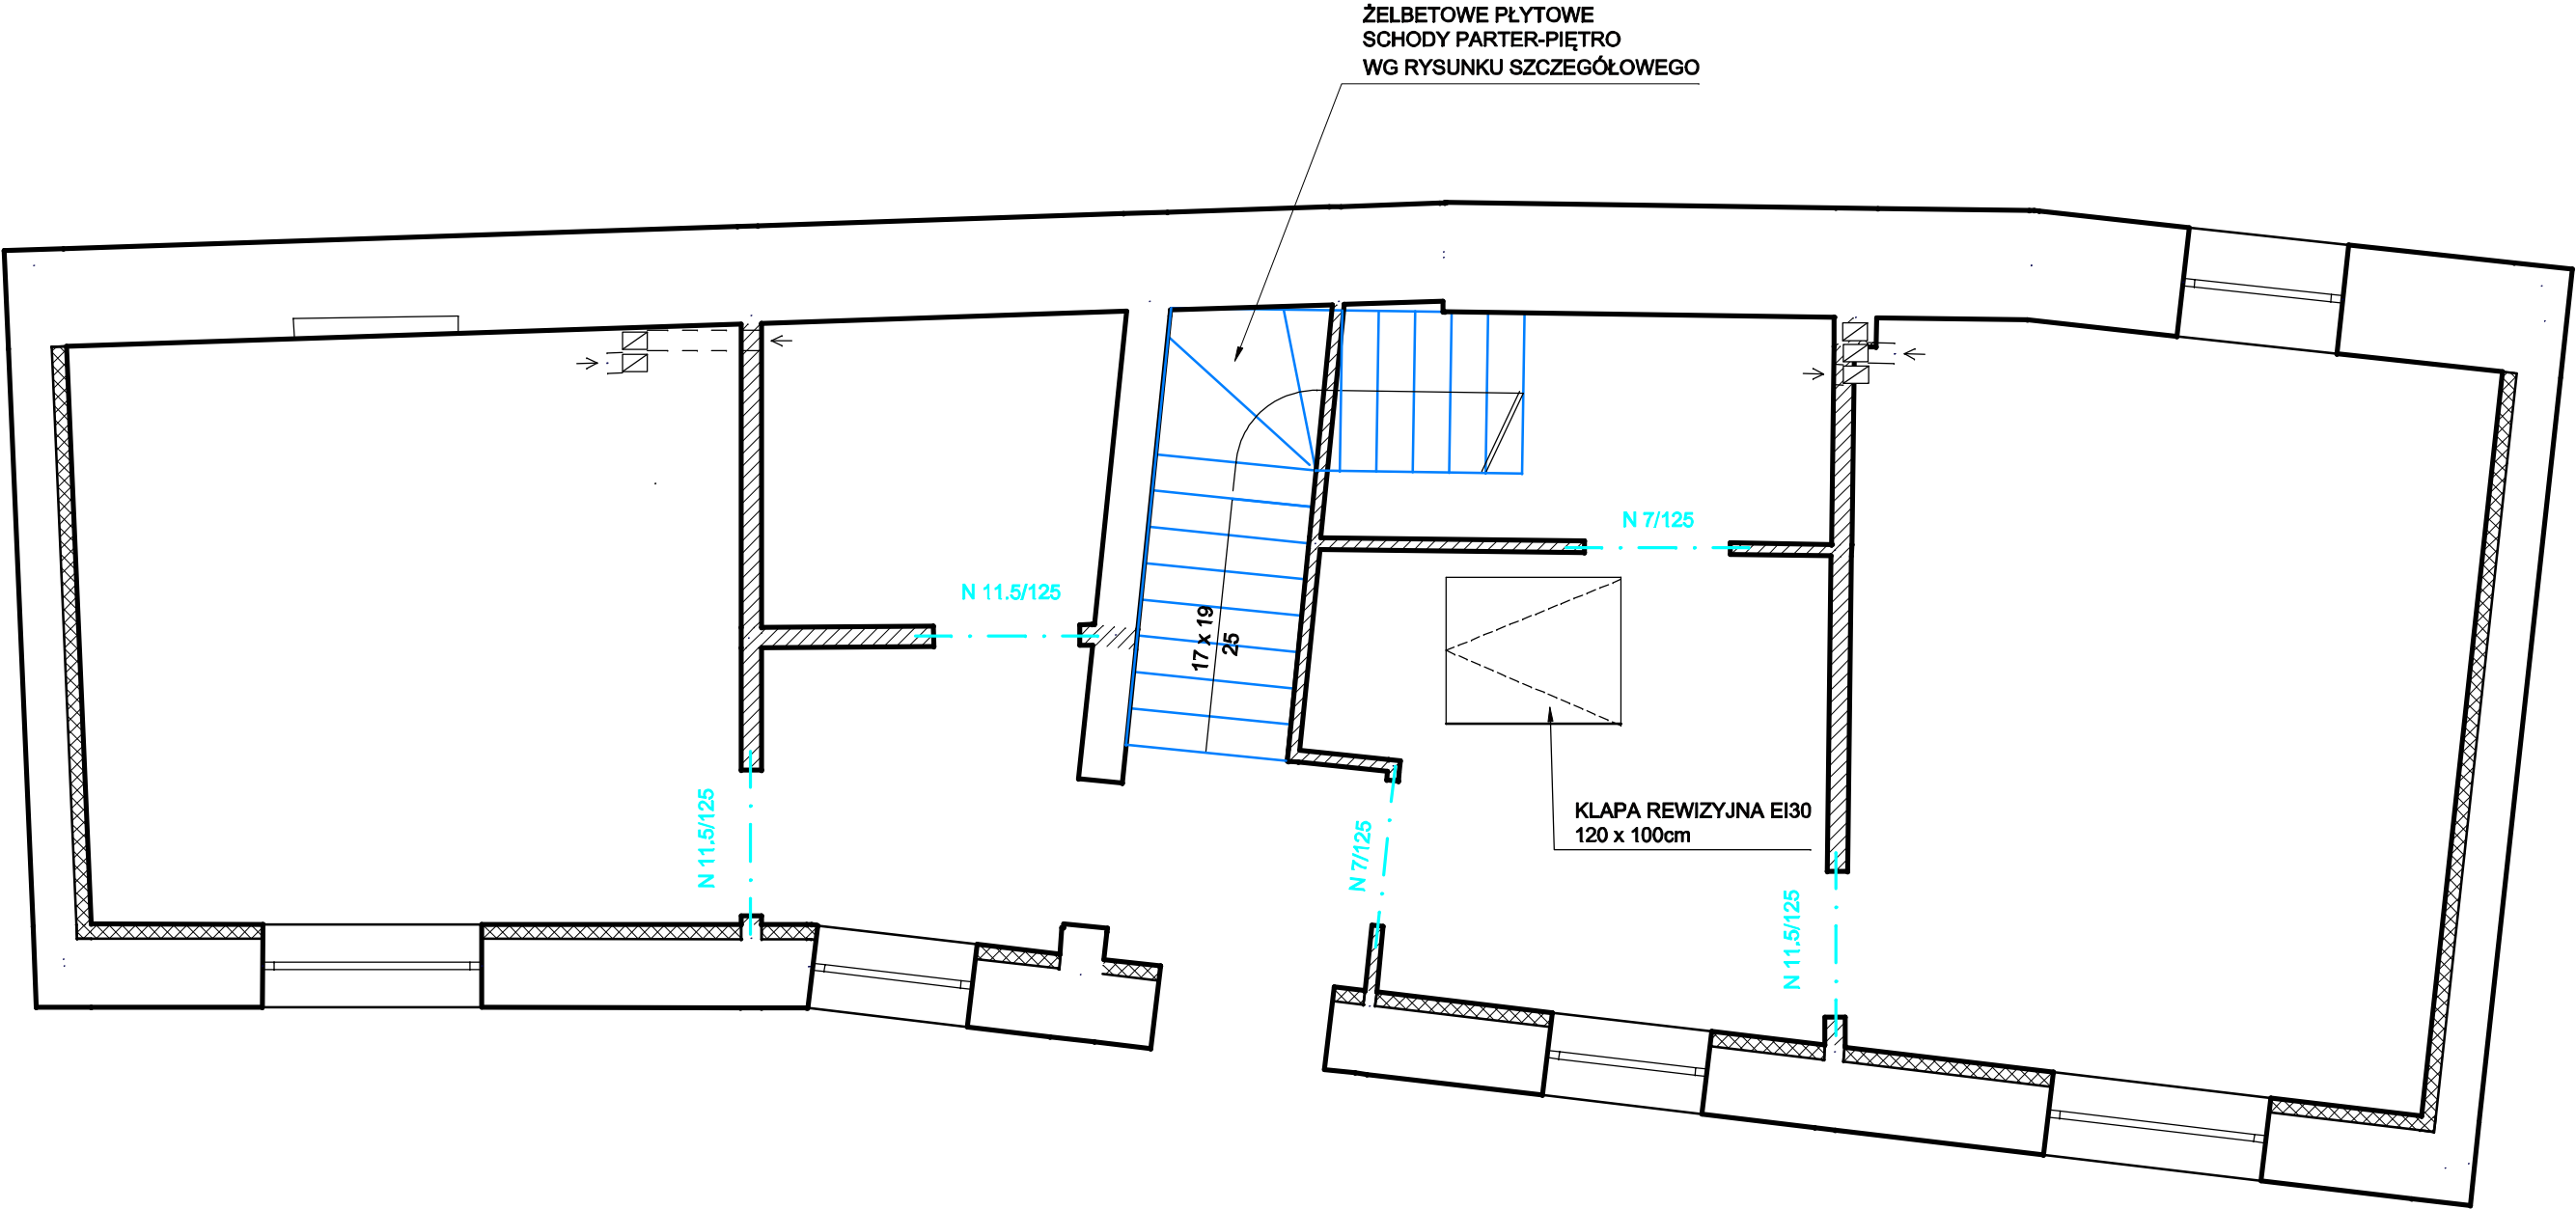 ŻELBETOWE PŁYTOWE
SCHODY PARTER-PIĘTRO
WG RYSUNKU SZCZEGÓŁOWEGO
N 7/125
N 11.5/125
17 x 19
25
N 11.5/125
N 7/125
KLAPA REWIZYJNA EI30
120 x 100cm
N 11.5/125